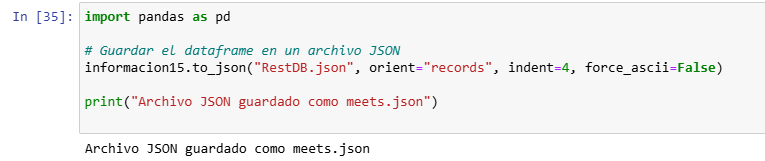 In [35]: import pandas as pd
# Guardar el dataframe en un archivo JSON
informacion15.to_json("RestDB.json", orient="records", indent=4, force_ascii=False)
print("Archivo JSON guardado como meets.json")
Archivo JSON guardado como meets.json